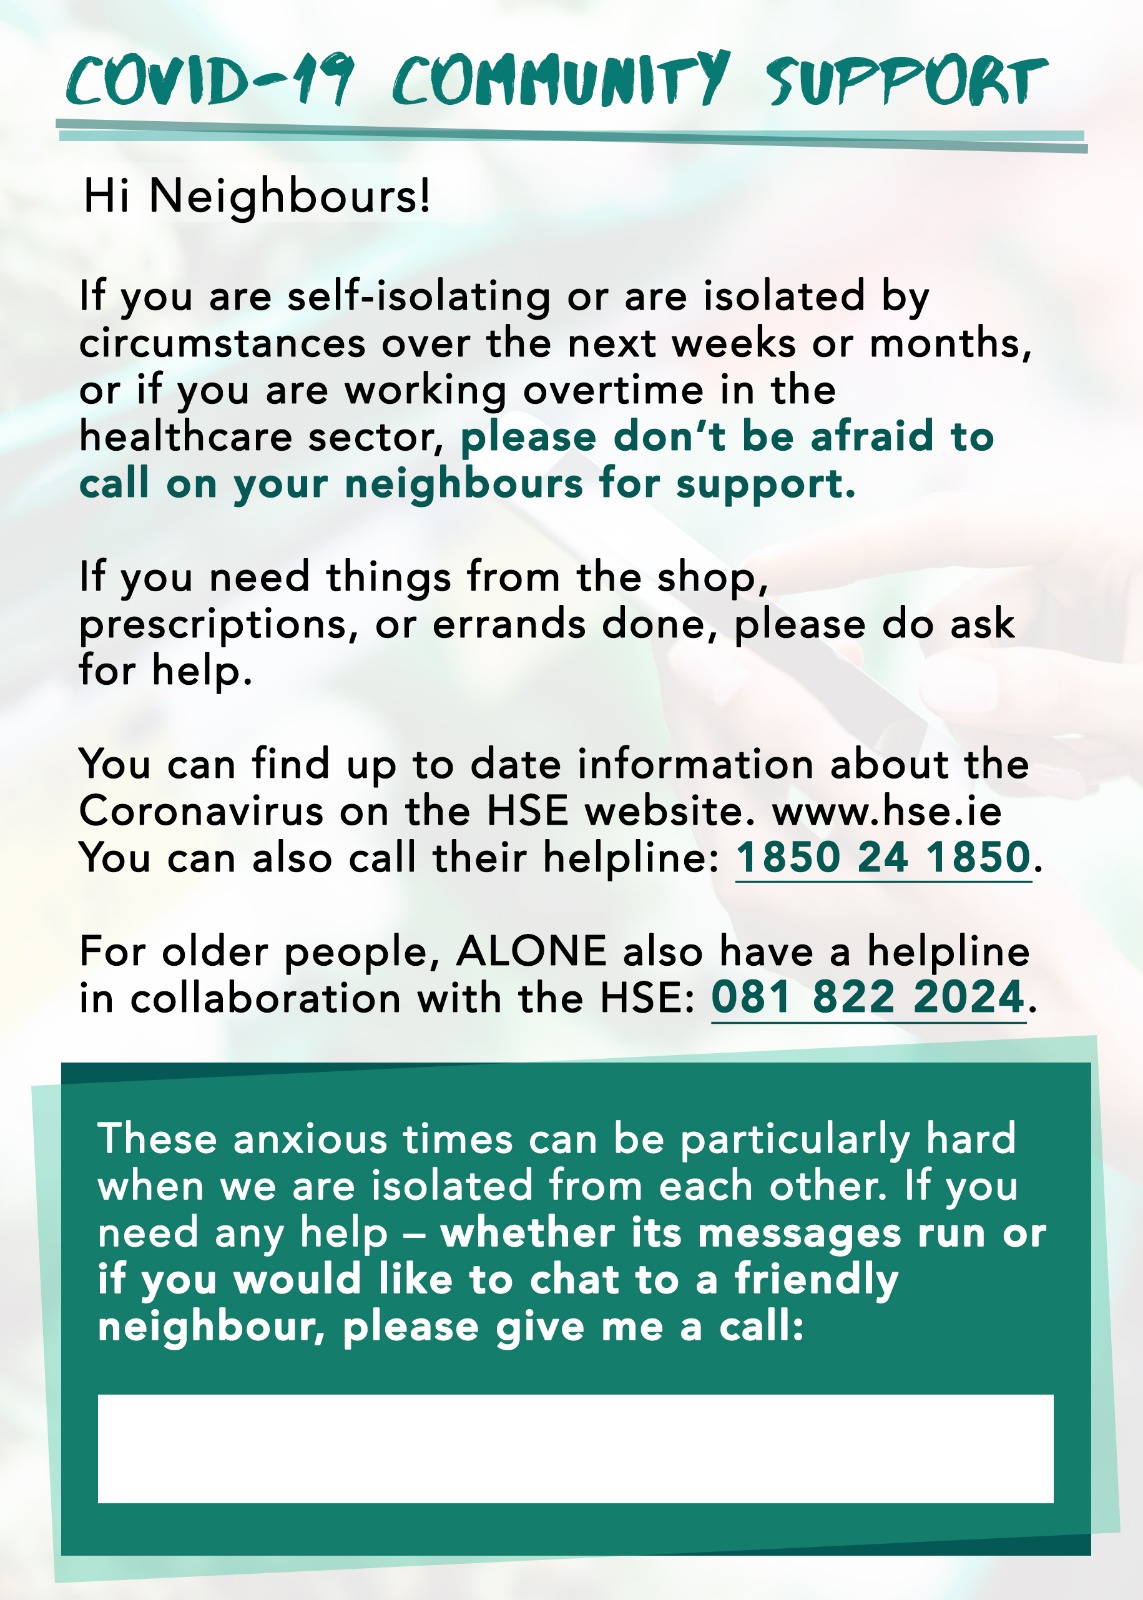 COVID-19 COMMUNITY SUPPORT
Hi Neighbours!
If you are self-isolating or are isolated by
circumstances over the next weeks or months,
or if you are working overtime in the
healthcare sector, please don't be afraid to
call on your neighbours for support.
If you need things from the shop,
prescriptions, or errands done, please do ask
for help.
You can find up to date information about the
Coronavirus on the HSE website. www.hse.ie
You can also call their helpline: 1850 24 1850.
For older people, ALONE also have a helpline
in collaboration with the HSE: 081 822 2024.
These anxious times can be particularly hard
when we are isolated from each other. If you
need any help – whether its messages run or
if you would like to chat to a friendly
neighbour, please give me a call: